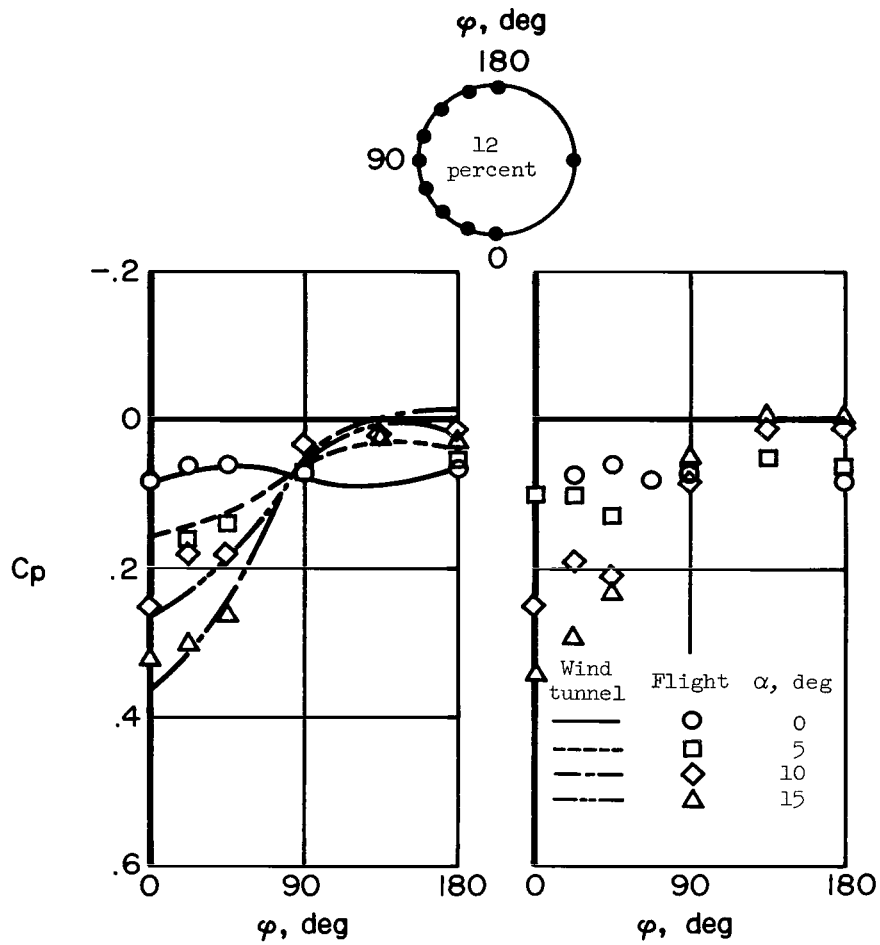 φ, deg
180
90
12
percent
0
-.2
0
.2
.4
.6
Cp
0
90
180
φ, deg
Wind
tunnel
Flight
α, deg
0
5
10
15
0
90
180
φ, deg